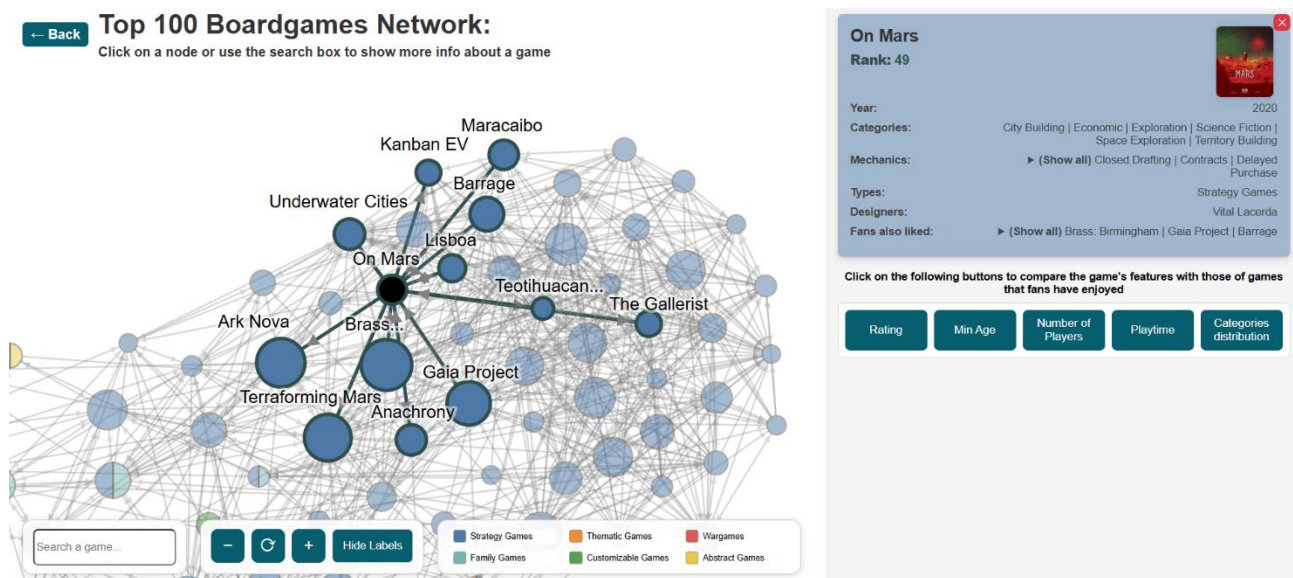 ← Back
Top 100 Boardgames Network:
Click on a node or use the search box to show more info about a game
Maracaibo
Kanban EV
Barrage
Underwater Cities
Lisboa
On Mars
Teotihuacan...
The Gallerist
Ark Nova
Brass...
Gaia Project
Terraforming Mars
Anachrony
Search a game...
−
+
Hide Labels
Strategy Games
Thematic Games
Wargames
Family Games
Customizable Games
Abstract Games
On Mars
Rank: 49
MARS
Year:
2020
Categories:
City Building | Economic | Exploration | Science Fiction |
Space Exploration | Territory Building
Mechanics:
▶ (Show all) Closed Drafting | Contracts | Delayed
Purchase
Types:
Strategy Games
Designers:
Vital Lacerda
Fans also liked:
▶ (Show all) Brass: Birmingham | Gaia Project | Barrage
Click on the following buttons to compare the game's features with those of games
that fans have enjoyed
Rating
Min Age
Number of
Players
Playtime
Categories
distribution